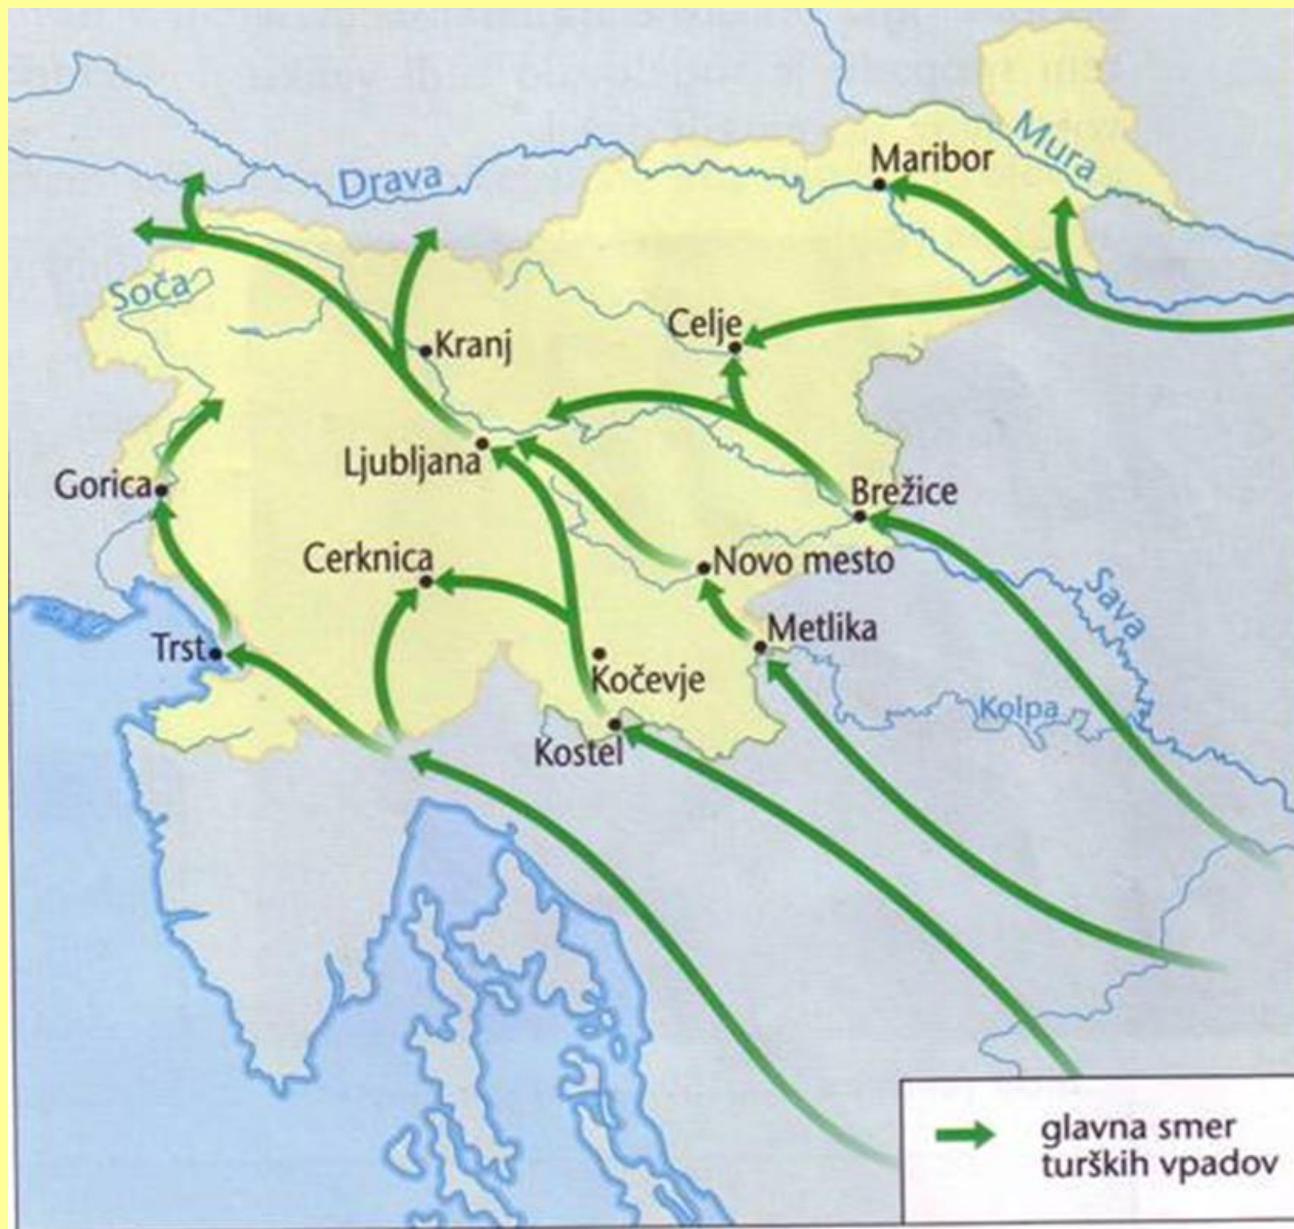 Maribor
Mura
Drava
Soča
Celje
Kranj
Ljubljana
Gorica
Brežice
Cerknica
Novo mesto
Sava
Trst
Metlika
Kočevje
Kolpa
Kostel
glavna smer
turških vpadov